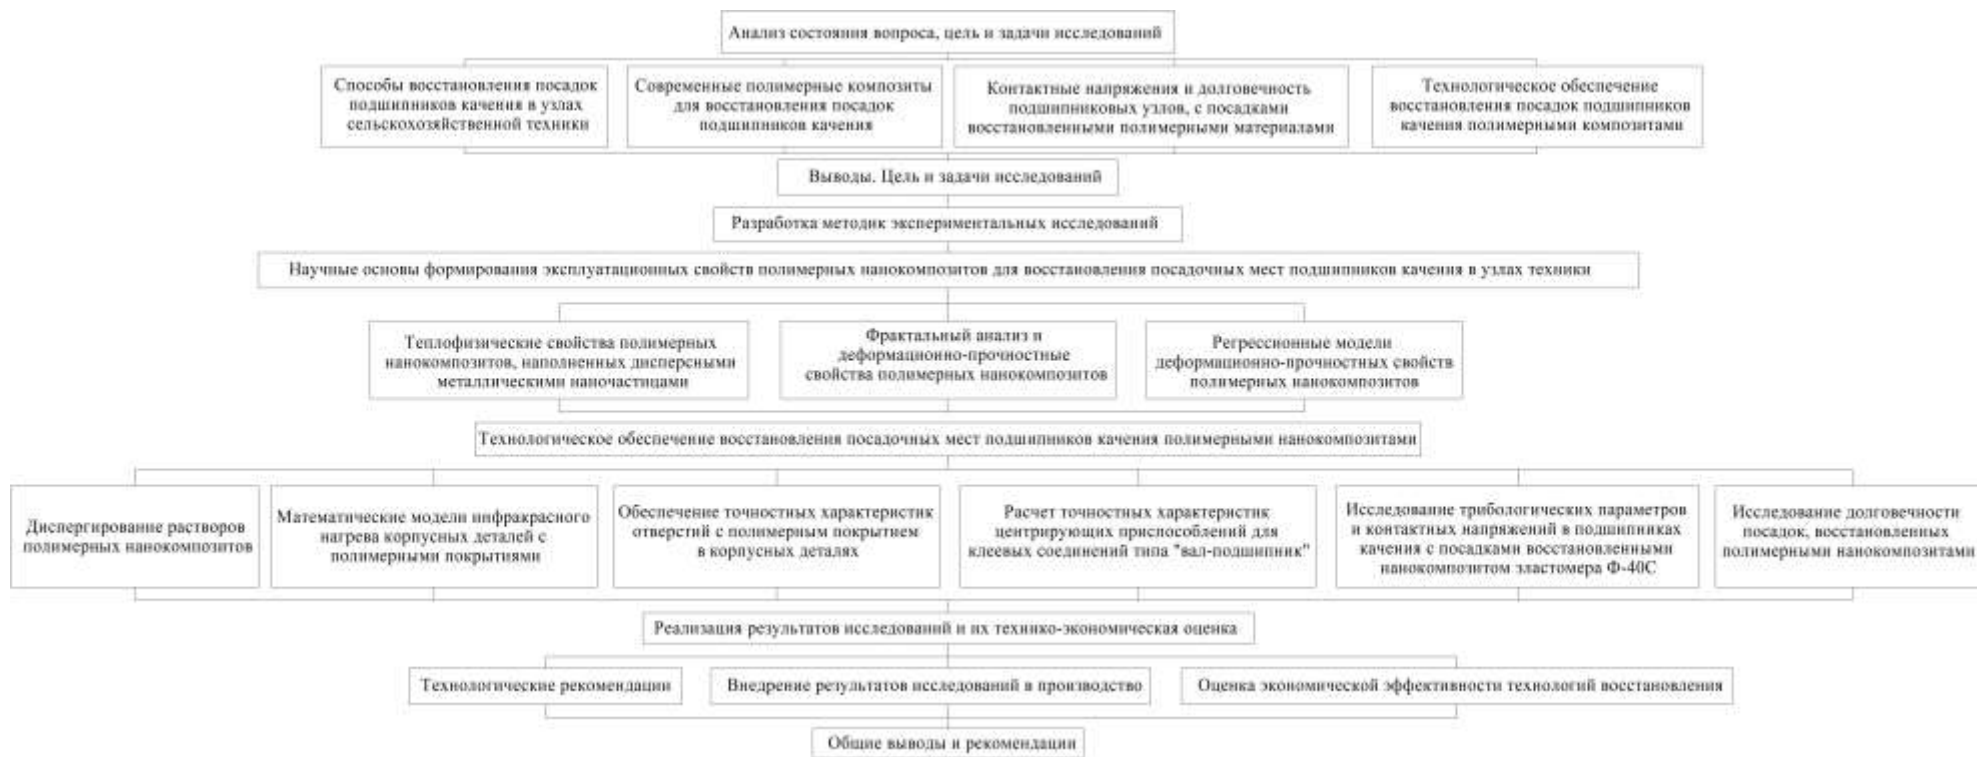 Анализ состояния вопроса, цель и задачи исследований
Способы восстановления посадок
подшипников качения в узлах
сельскохозяйственной техники
Современные полимерные композиты
для восстановления посадок
подшипников качения
Контактные напряжения и долговечность
подшипниковых узлов, с посадками
восстановленными полимерными материалами
Технологическое обеспечение
восстановления посадок подшипников
качения полимерными композитами
Выводы. Цель и задачи исследований
Разработка методик экспериментальных исследований
Научные основы формирования эксплуатационных свойств полимерных нанокомпозитов для восстановления посадочных мест подшипников качения в узлах техники
Теплофизические свойства полимерных
нанокомпозитов, наполненных дисперсными
металлическими наночастицами
Фрактальный анализ и
деформационно-прочностные
свойства полимерных нанокомпозитов
Регрессионные модели
деформационно-прочностных свойств
полимерных нанокомпозитов
Технологическое обеспечение восстановления посадочных мест подшипников качения полимерными нанокомпозитами
Диспергирование растворов
полимерных нанокомпозитов
Математические модели инфракрасного
нагрева корпусных деталей с
полимерными покрытиями
Обеспечение точностных характеристик
отверстий с полимерным покрытием
в корпусных деталях
Расчет точностных характеристик
центрирующих приспособлений для
клеевых соединений типа "вал-подшипник"
Исследование трибологических параметров
и контактных напряжений в подшипниках
качения с посадками восстановленными
нанокомпозитом эластомера Ф-40С
Исследование долговечности
посадок, восстановленных
полимерными нанокомпозитами
Реализация результатов исследований и их технико-экономическая оценка
Технологические рекомендации
Внедрение результатов исследований в производство
Оценка экономической эффективности технологий восстановления
Общие выводы и рекомендации